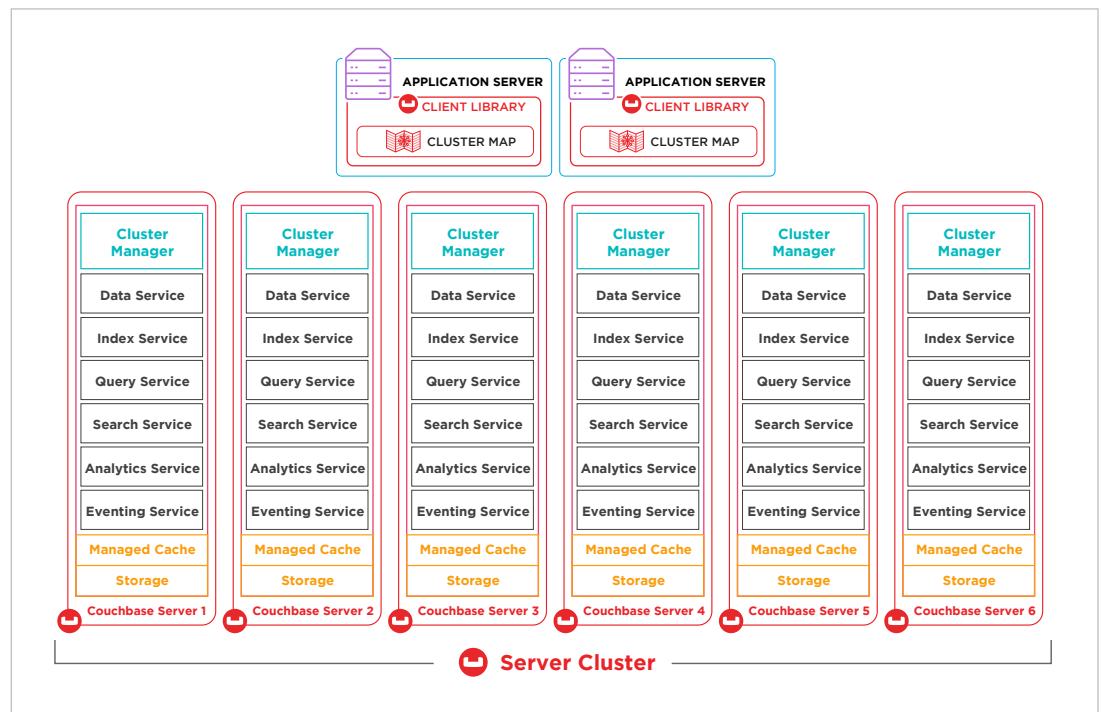 APPLICATION SERVER
CLIENT LIBRARY
CLUSTER MAP
APPLICATION SERVER
CLIENT LIBRARY
CLUSTER MAP
Cluster
Manager
Data Service
Index Service
Query Service
Search Service
Analytics Service
Eventing Service
Managed Cache
Storage
Couchbase Server 1
Cluster
Manager
Data Service
Index Service
Query Service
Search Service
Analytics Service
Eventing Service
Managed Cache
Storage
Couchbase Server 2
Cluster
Manager
Data Service
Index Service
Query Service
Search Service
Analytics Service
Eventing Service
Managed Cache
Storage
Couchbase Server 3
Cluster
Manager
Data Service
Index Service
Query Service
Search Service
Analytics Service
Eventing Service
Managed Cache
Storage
Couchbase Server 4
Cluster
Manager
Data Service
Index Service
Query Service
Search Service
Analytics Service
Eventing Service
Managed Cache
Storage
Couchbase Server 5
Cluster
Manager
Data Service
Index Service
Query Service
Search Service
Analytics Service
Eventing Service
Managed Cache
Storage
Couchbase Server 6
Server Cluster